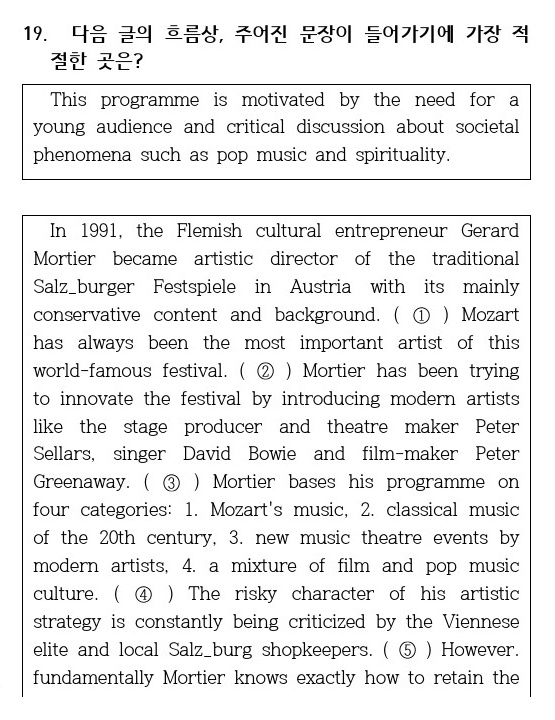 19. 다음 글의 흐름상, 주어진 문장이 들어가기에 가장 적
절한 곳은?
This programme is motivated by the need for a
young audience and critical discussion about societal
phenomena such as pop music and spirituality.
In 1991, the Flemish cultural entrepreneur Gerard
Mortier became artistic director of the traditional
Salz_burger Festspiele in Austria with its mainly
conservative content and background. ( ① ) Mozart
has always been the most important artist of this
world-famous festival. ( ② ) Mortier has been trying
to innovate the festival by introducing modern artists
like the stage producer and theatre maker Peter
Sellars, singer David Bowie and film-maker Peter
Greenaway. ( ③ ) Mortier bases his programme on
four categories: 1. Mozart's music, 2. classical music
of the 20th century, 3. new music theatre events by
modern artists, 4. a mixture of film and pop music
culture. ( ④ ) The risky character of his artistic
strategy is constantly being criticized by the Viennese
elite and local Salz_burg shopkeepers. ( ⑤ ) However.
fundamentally Mortier knows exactly how to retain the